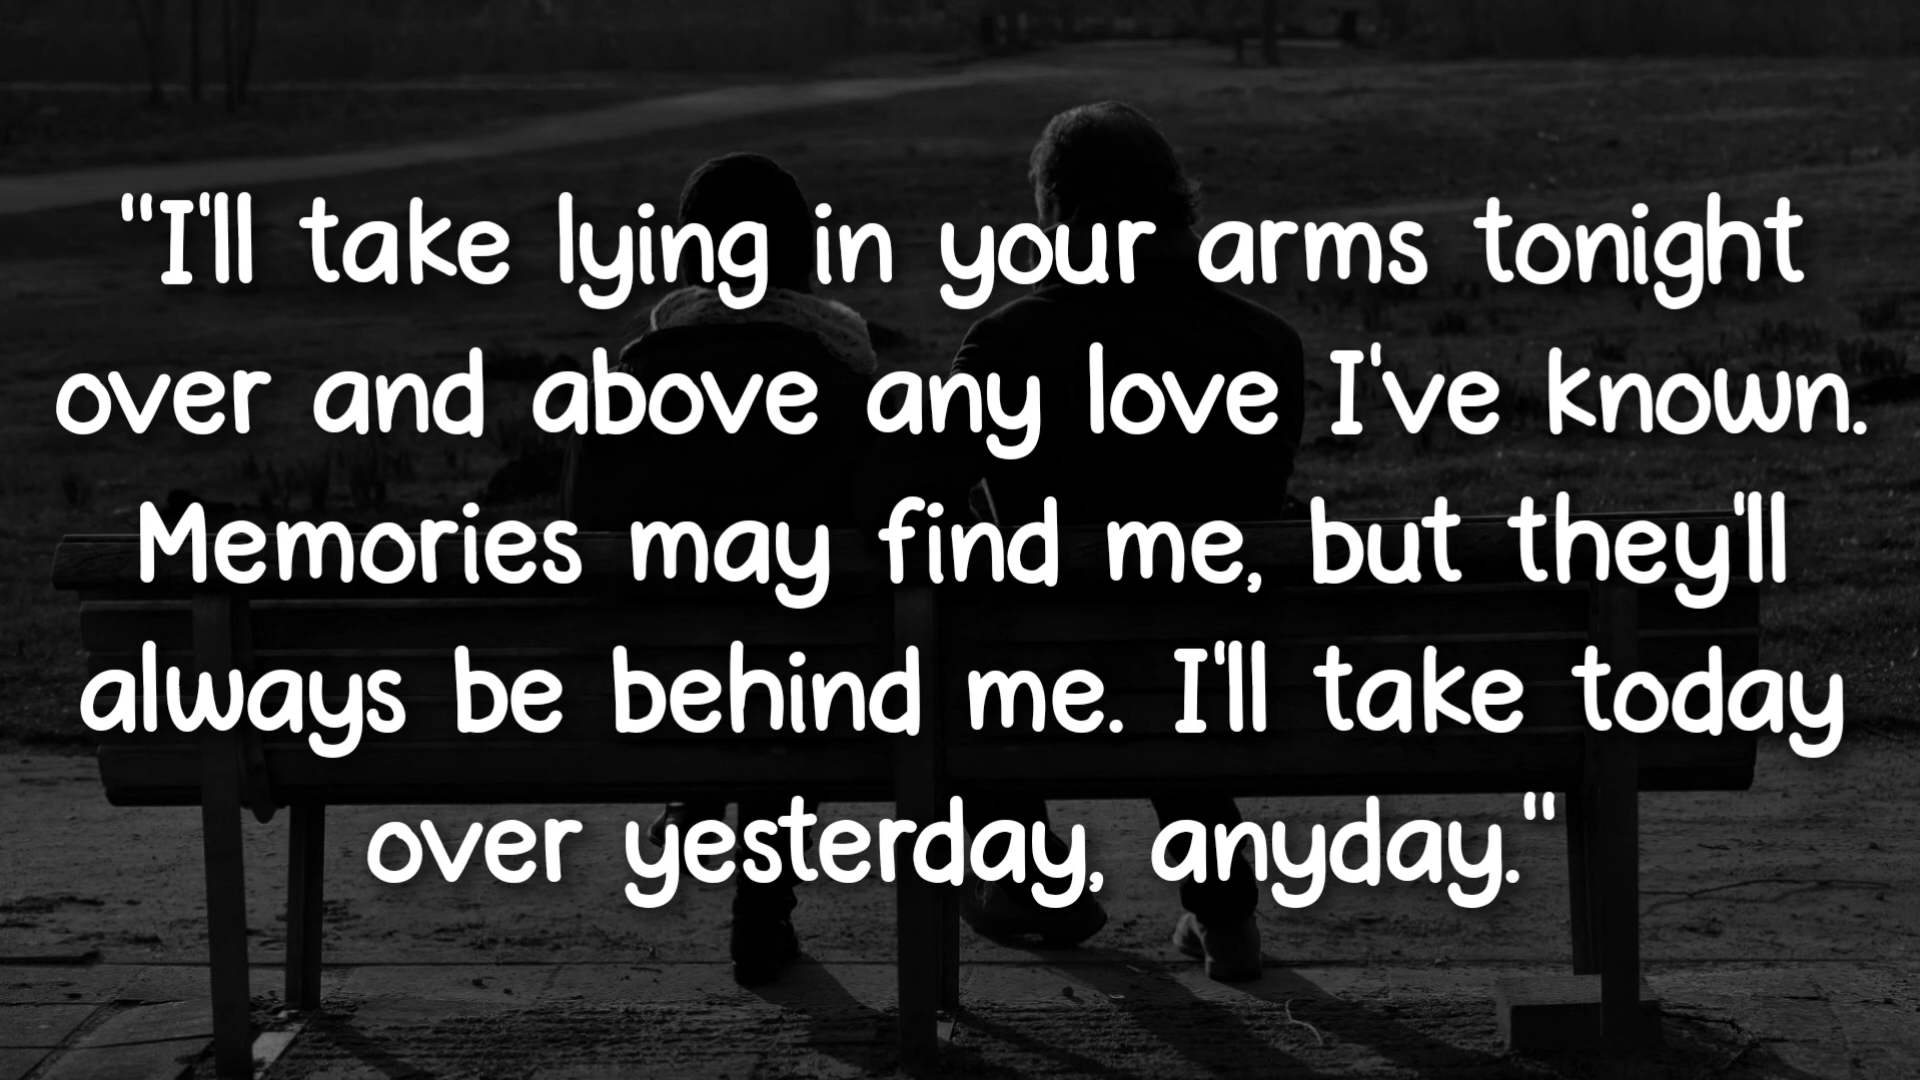 "I'll take lying in your arms tonight
over and above any love I've known.
Memories may find me, but they'll
always be behind me. I'll take today
over yesterday, anyday."